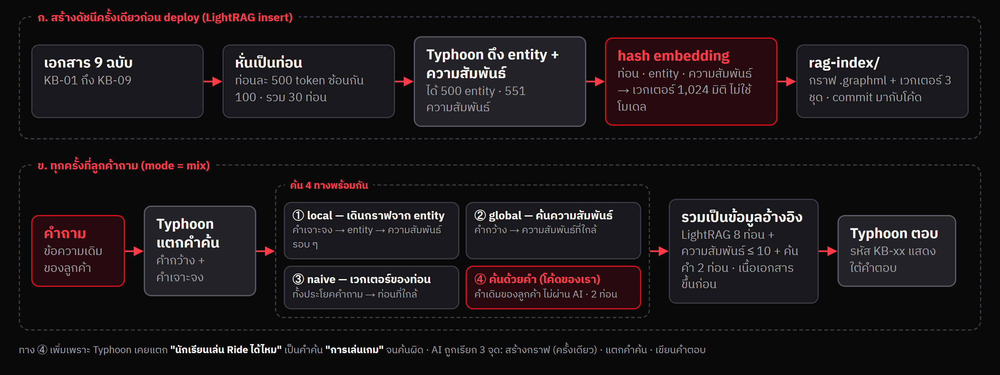 ก. สร้างดัชนีครั้งเดียวก่อน deploy (LightRAG insert)
เอกสาร 9 ฉบับ
KB-01 ถึง KB-09
หั่นเป็นท่อน
ท่อนละ 500 token ซ้อนกัน
100 · รวม 30 ท่อน
Typhoon ดึง entity +
ความสัมพันธ์
ได้ 500 entity · 551
ความสัมพันธ์
hash embedding
ท่อน · entity · ความสัมพันธ์
→ เวกเตอร์ 1,024 มิติ ไม่ใช้
โมเดล
rag-index/
กราฟ .graphml + เวกเตอร์ 3
ชุด · commit มากับโค้ด
ข. ทุกครั้งที่ลูกค้าถาม (mode = mix)
คำถาม
ข้อความเดิม
ของลูกค้า
Typhoon
แตกคำค้น
คำกว้าง +
คำเจาะจง
ค้น 4 ทางพร้อมกัน
① local — เดินกราฟจาก entity
คำเจาะจง → entity → ความสัมพันธ์
รอบ ๆ
② global — ค้นความสัมพันธ์
คำกว้าง → ความสัมพันธ์ที่ใกล้
③ naive — เวกเตอร์ของท่อน
ทั้งประโยคคำถาม → ท่อนที่ใกล้
④ ค้นด้วยคำ (โค้ดของเรา)
คำเดิมของลูกค้า ไม่ผ่าน AI · 2 ท่อน
รวมเป็นข้อมูลอ้างอิง
LightRAG 8 ท่อน +
ความสัมพันธ์ ≤ 10 + ค้น
คำ 2 ท่อน · เนื้อเอกสาร
ขึ้นก่อน
Typhoon ตอบ
รหัส KB-xx แสดง
ใต้คำตอบ
ทาง ④ เพิ่มเพราะ Typhoon เคยแตก "นักเรียนเล่น Ride ได้ไหม" เป็นคำค้น "การเล่นเกม" จนค้นผิด · AI ถูกเรียก 3 จุด: สร้างกราฟ (ครั้งเดียว) · แตกคำค้น · เขียนคำตอบ